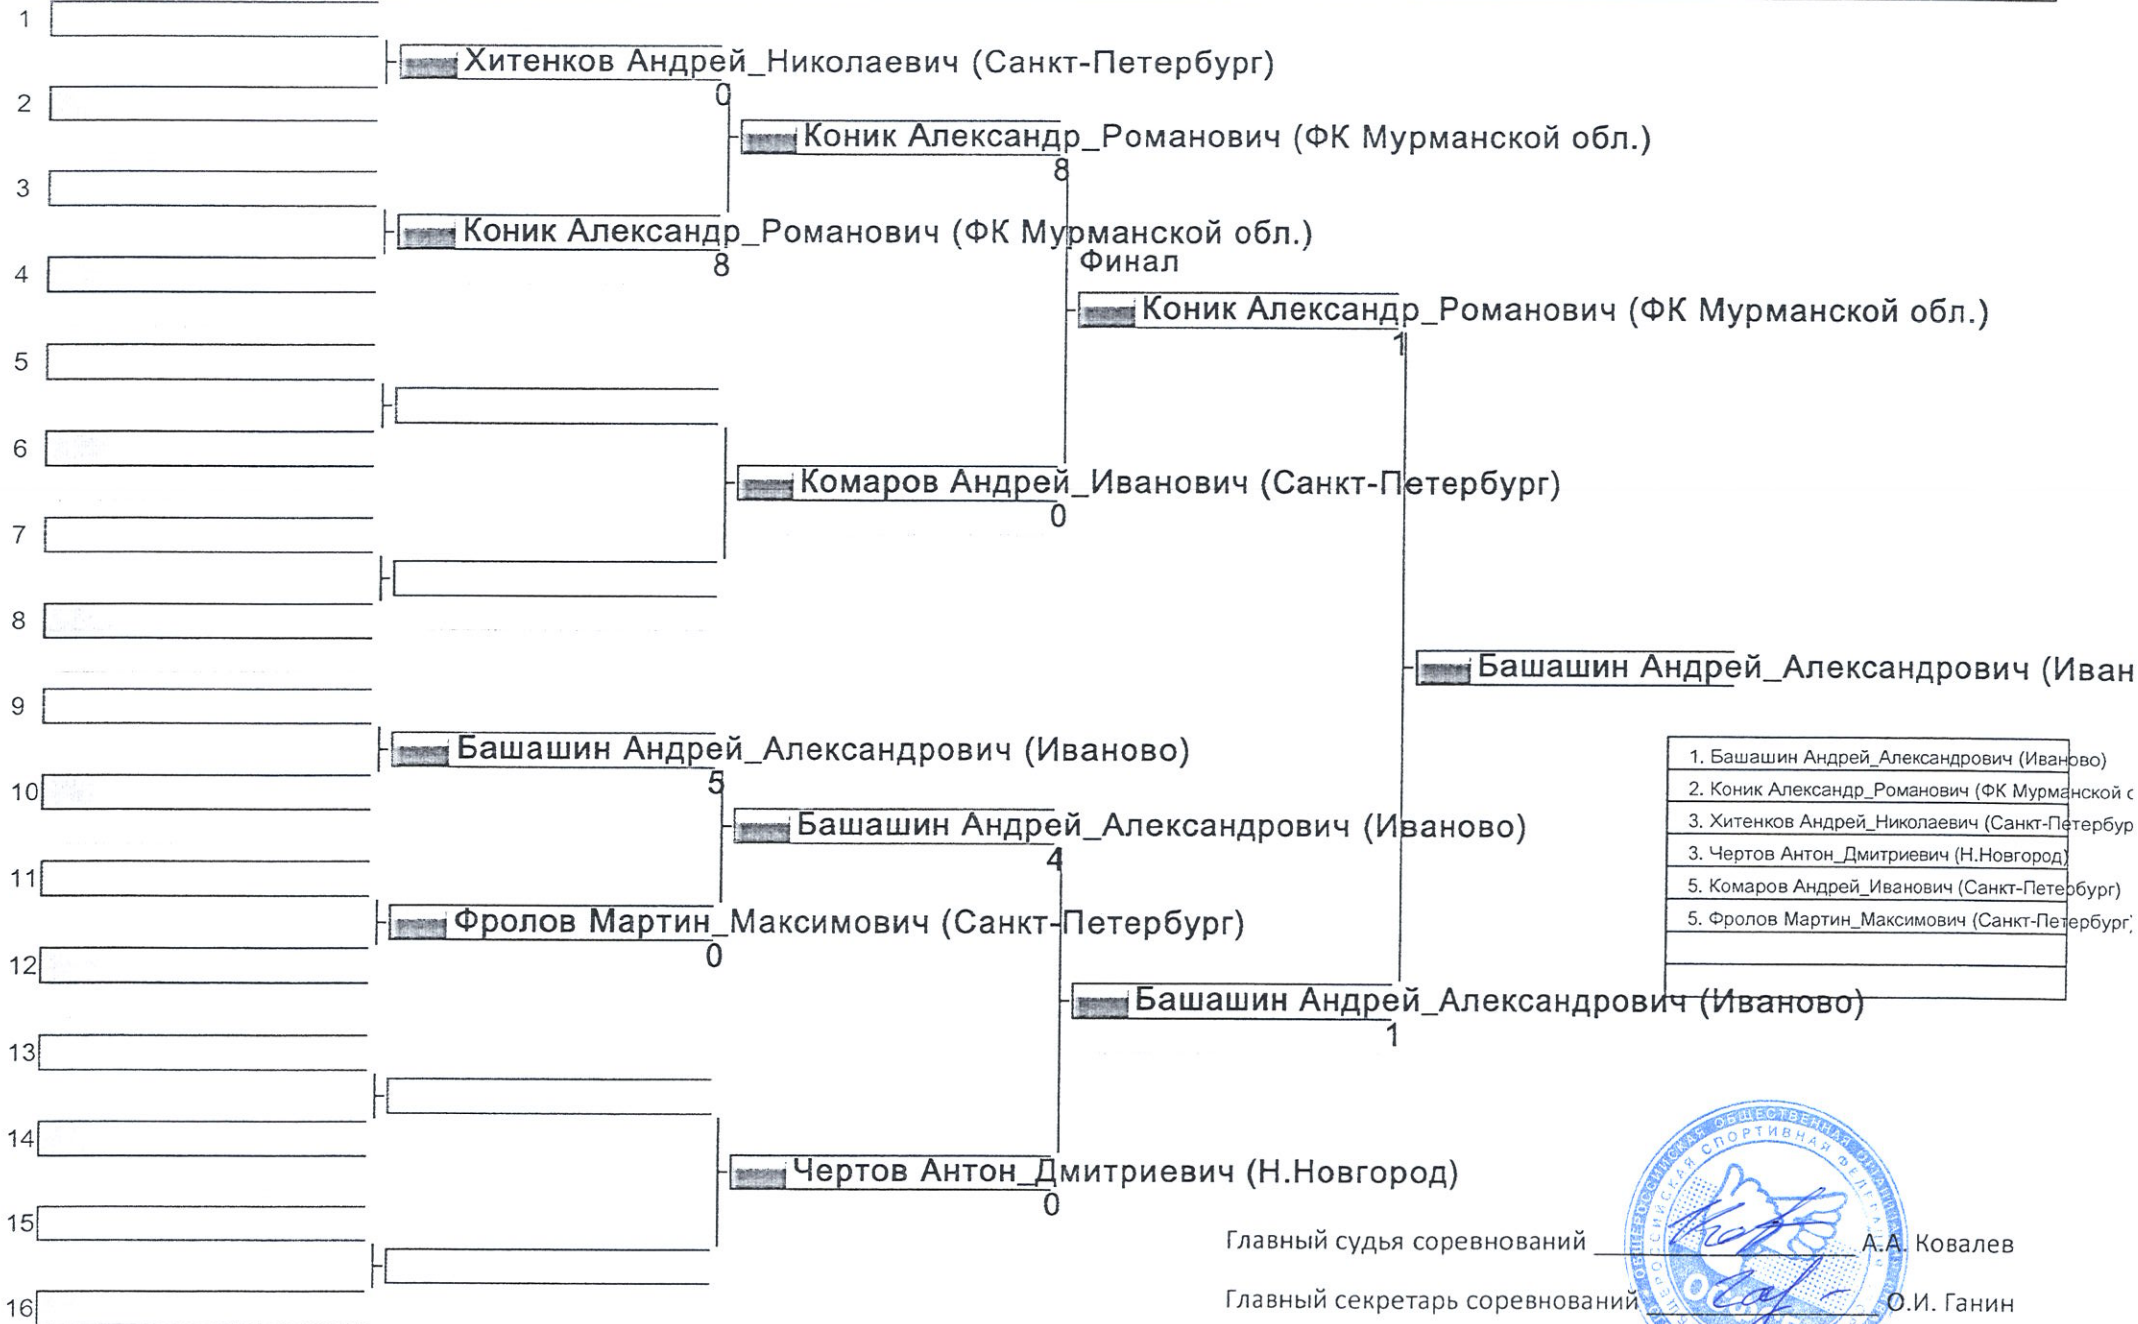 1
Хитенков Андрей_Николаевич (Санкт-Петербург)
0
2
Коник Александр_Романович (ФК Мурманской обл.)
8
3
Коник Александр_Романович (ФК Мурманской обл.)
8
Финал
4
Коник Александр_Романович (ФК Мурманской обл.)
1
5
6
Комаров Андрей_Иванович (Санкт-Петербург)
0
7
8
Башашин Андрей_Александрович (Иван
9
Башашин Андрей_Александрович (Иваново)
5
10
Башашин Андрей_Александрович (Иваново)
4
11
Фролов Мартин_Максимович (Санкт-Петербург)
0
12
Башашин Андрей_Александрович (Иваново)
1
1. Башашин Андрей_Александрович (Иваново)
2. Коник Александр_Романович (ФК Мурманской о
3. Хитенков Андрей_Николаевич (Санкт-Петербур
3. Чертов Антон_Дмитриевич (Н.Новгород)
5. Комаров Андрей_Иванович (Санкт-Петербург)
5. Фролов Мартин_Максимович (Санкт-Петербург)
13
14
Чертов Антон_Дмитриевич (Н.Новгород)
0
15
16
Главный судья соревнований А.А. Ковалев
Главный секретарь соревнований О.И. Ганин
ОБЩЕРОССИЙСКАЯ ОБЩЕСТВЕННАЯ
СПОРТИВНАЯ